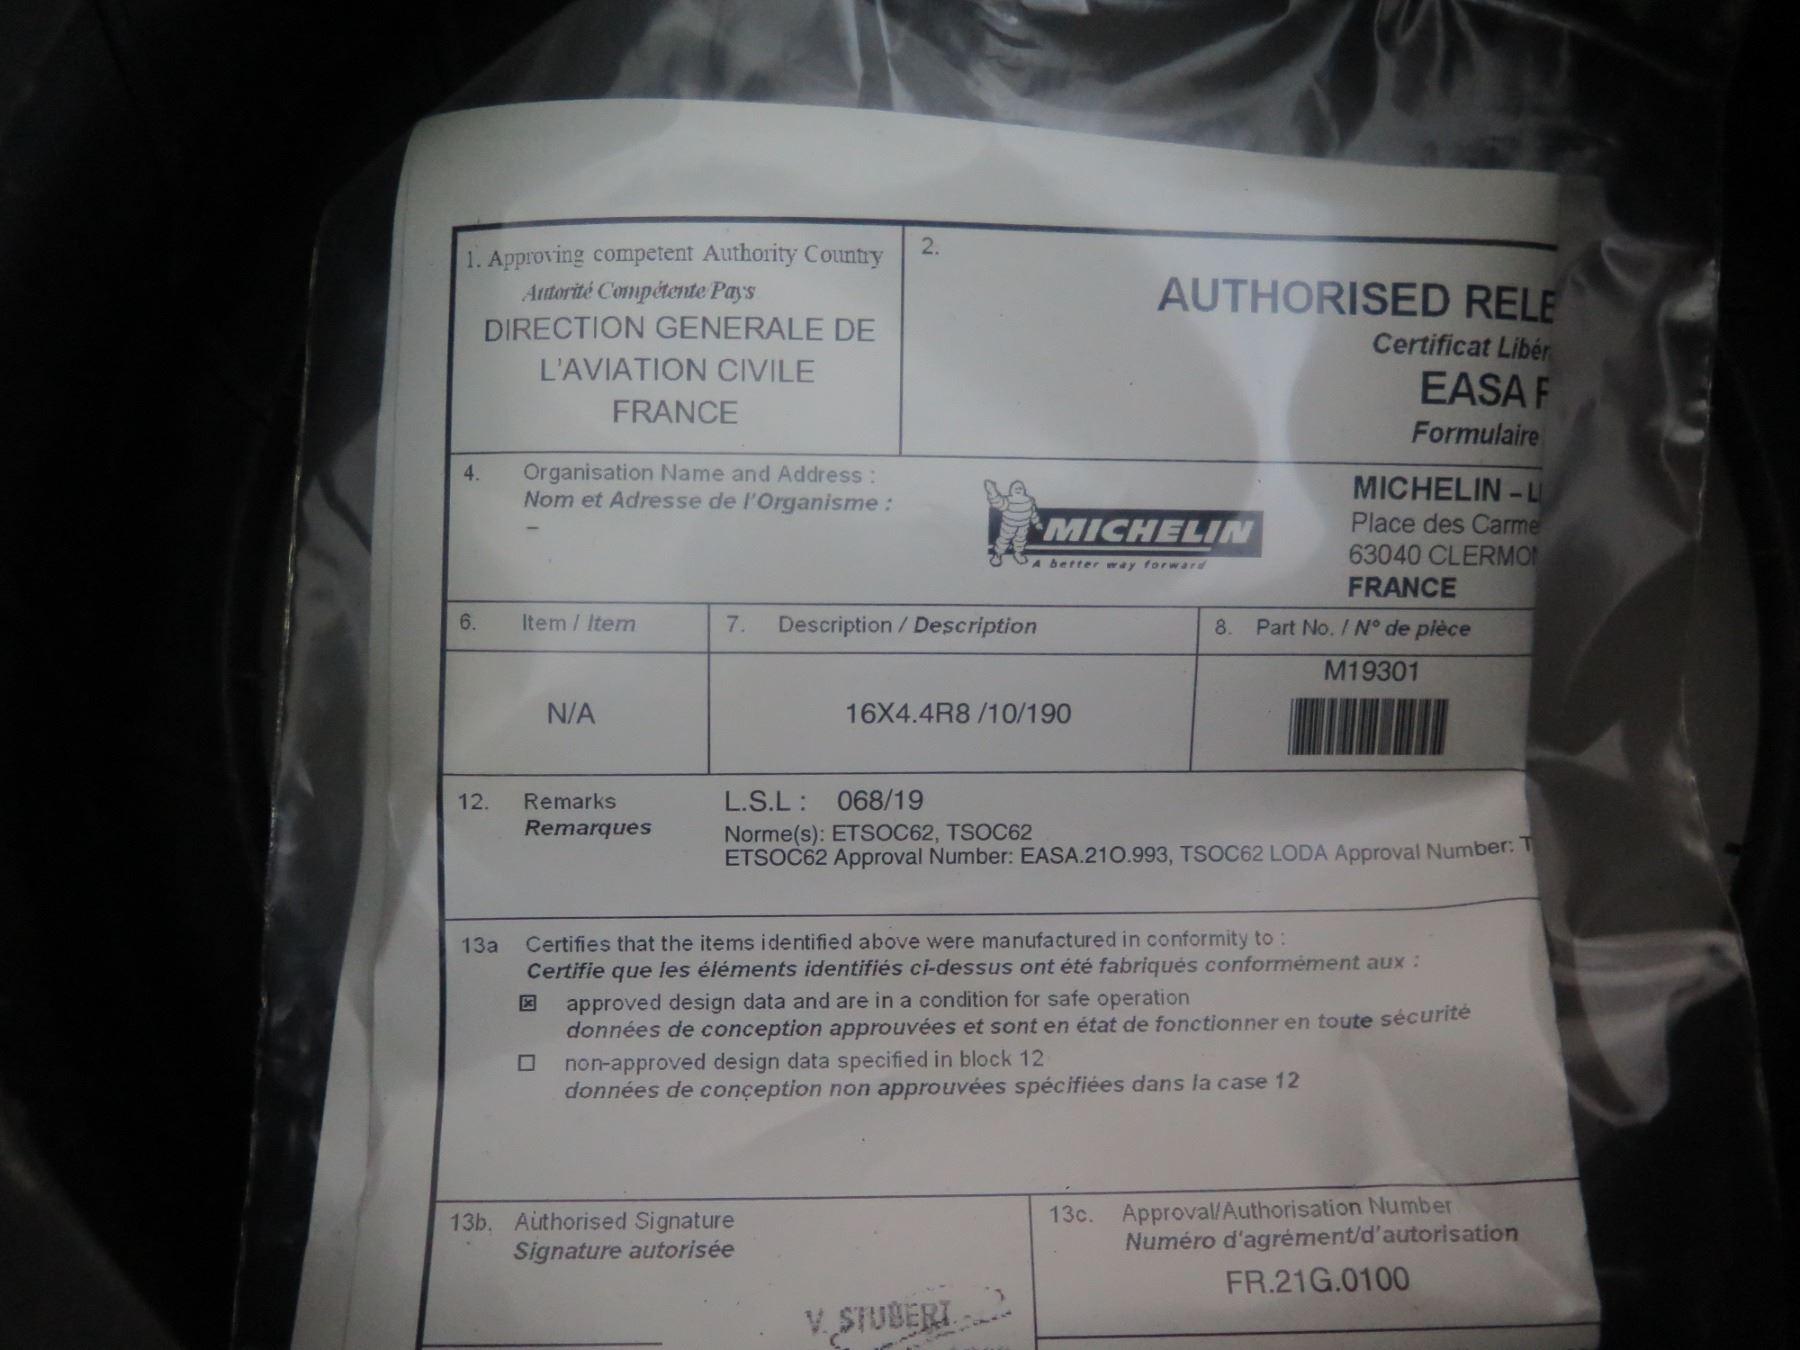 1. Approving competent Authority Country
Autorité Compétente/Pays
DIRECTION GENERALE DE
L'AVIATION CIVILE
FRANCE
2.
AUTHORISED RELE
Certificat Libér
EASA F
Formulaire
4. Organisation Name and Address :
Nom et Adresse de l'Organisme :
–
MICHELIN
A better way forward
MICHELIN – L
Place des Carme
63040 CLERMON
FRANCE
6. Item / Item
7. Description / Description
8. Part No. / N° de pièce
N/A
16X4.4R8 /10/190
M19301
12. Remarks
Remarques
L.S.L : 068/19
Norme(s): ETSOC62, TSOC62
ETSOC62 Approval Number: EASA.21O.993, TSOC62 LODA Approval Number: T
13a Certifies that the items identified above were manufactured in conformity to :
Certifie que les éléments identifiés ci-dessus ont été fabriqués conformément aux :
☒ approved design data and are in a condition for safe operation
données de conception approuvées et sont en état de fonctionner en toute sécurité
☐ non-approved design data specified in block 12
données de conception non approuvées spécifiées dans la case 12
13b. Authorised Signature
Signature autorisée
V. STUBERT
13c. Approval/Authorisation Number
Numéro d'agrément/d'autorisation
FR.21G.0100